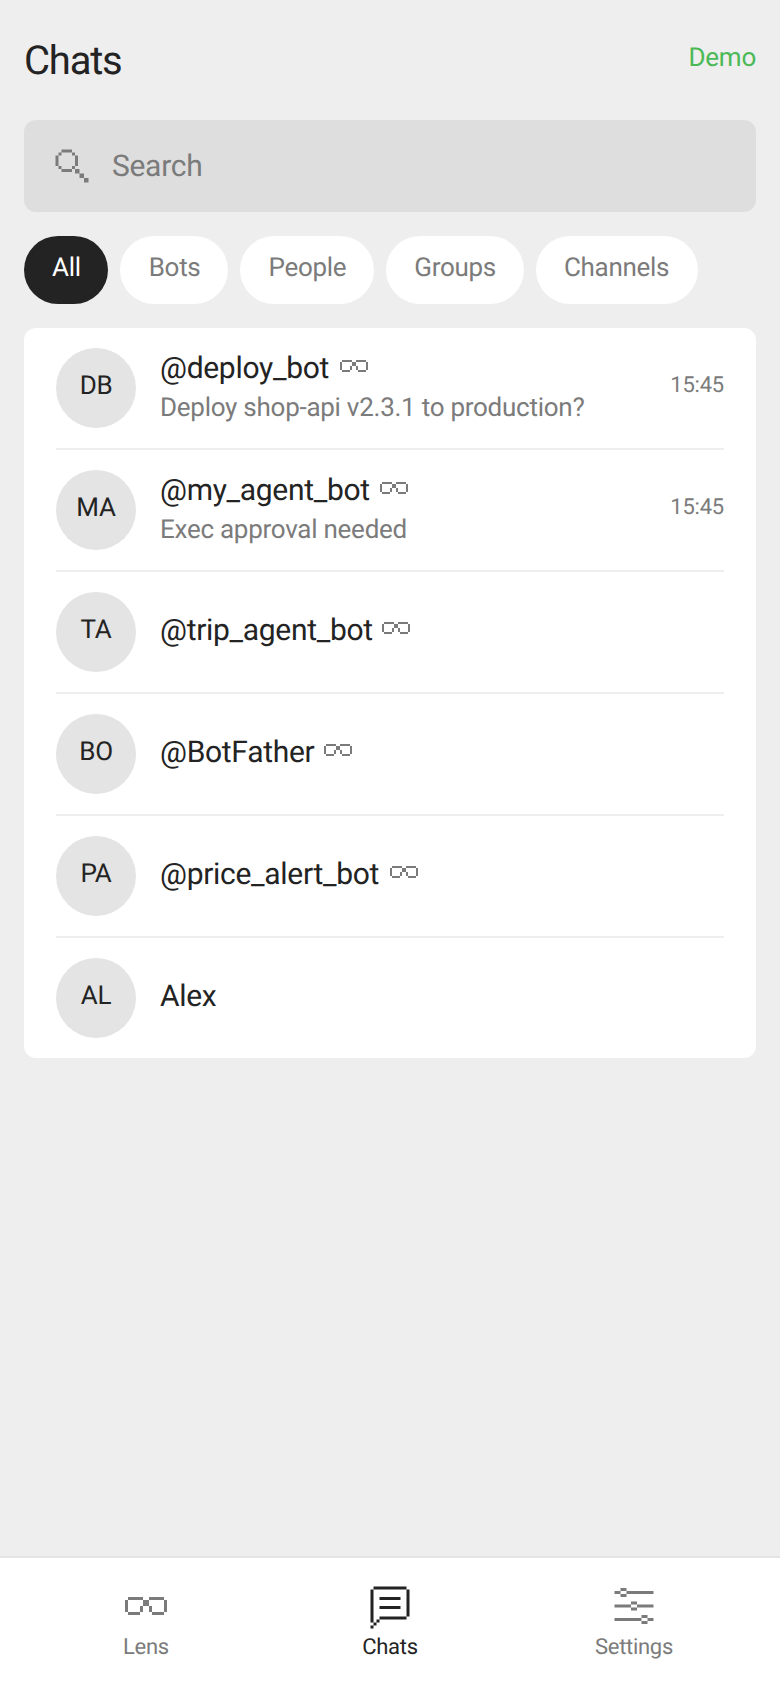 Chats
Demo
Search
All
Bots
People
Groups
Channels
DB
@deploy_bot
Deploy shop-api v2.3.1 to production?
15:45
MA
@my_agent_bot
Exec approval needed
15:45
TA
@trip_agent_bot
BO
@BotFather
PA
@price_alert_bot
AL
Alex
Lens
Chats
Settings